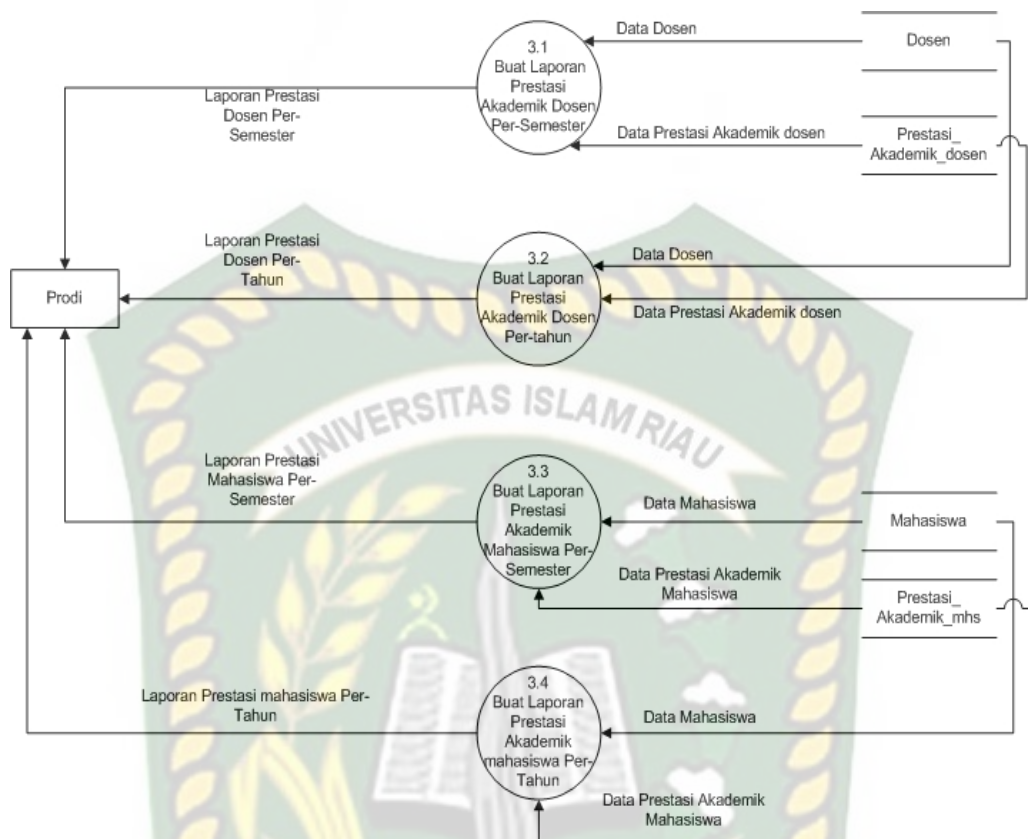 Data Dosen
Dosen
3.1
Buat Laporan
Prestasi
Akademik Dosen
Per-Semester
Laporan Prestasi
Dosen Per-
Semester
Data Prestasi Akademik dosen
Prestasi_
Akademik_dosen
Laporan Prestasi
Dosen Per-
Tahun
3.2
Buat Laporan
Prestasi
Akademik Dosen
Per-tahun
Data Dosen
Data Prestasi Akademik dosen
Prodi
UNIVERSITAS ISLAM RIAU
Laporan Prestasi
Mahasiswa Per-
Semester
3.3
Buat Laporan
Prestasi
Akademik
Mahasiswa Per-
Semester
Data Mahasiswa
Mahasiswa
Data Prestasi Akademik
Mahasiswa
Prestasi_
Akademik_mhs
Laporan Prestasi mahasiswa Per-
Tahun
3.4
Buat Laporan
Prestasi
Akademik
mahasiswa Per-
Tahun
Data Mahasiswa
Data Prestasi Akademik
Mahasiswa